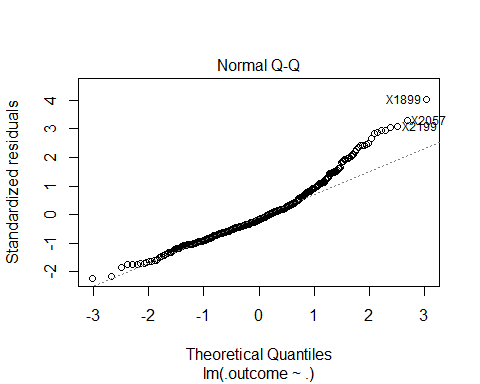 Normal Q-Q
Standardized residuals
4
3
2
1
0
-1
-2
X1899
X2057
X2199
-3 -2 -1 0 1 2 3
Theoretical Quantiles
lm(.outcome ~ .)